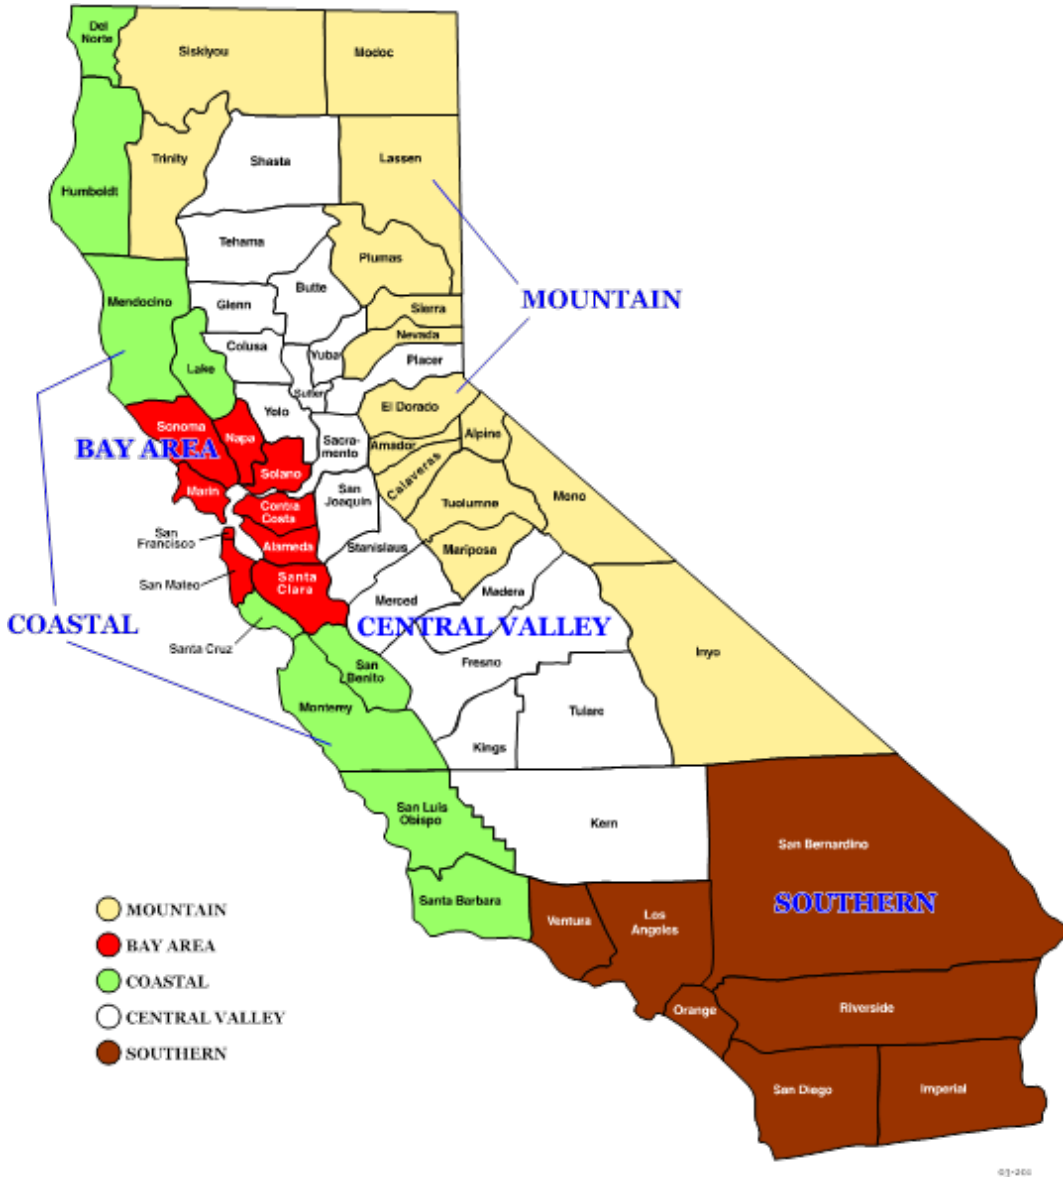 Del
Norte
Siskiyou
Modoc
Trinity
Shasta
Lassen
Humboldt
Tehama
Plumas
Mendocino
Glenn
Butte
Sierra
MOUNTAIN
Nevada
Colusa
Yuba
Placer
Lake
Sutter
El Dorado
Yolo
Sonoma
Napa
Sacra-
mento
Amador
Alpine
BAY AREA
Solano
Calaveras
Marin
San
Joaquin
Tuolumne
Mono
Contra
Costa
San
Francisco
Alameda
Stanislaus
Mariposa
San Mateo
Santa
Clara
Merced
Madera
COASTAL
CENTRAL VALLEY
Santa Cruz
San
Benito
Fresno
Inyo
Monterey
Tulare
Kings
San Luis
Obispo
Kern
San Bernardino
Santa Barbara
SOUTHERN
Ventura
Los
Angeles
MOUNTAIN
BAY AREA
COASTAL
CENTRAL VALLEY
SOUTHERN
Orange
Riverside
San Diego
Imperial
03-201